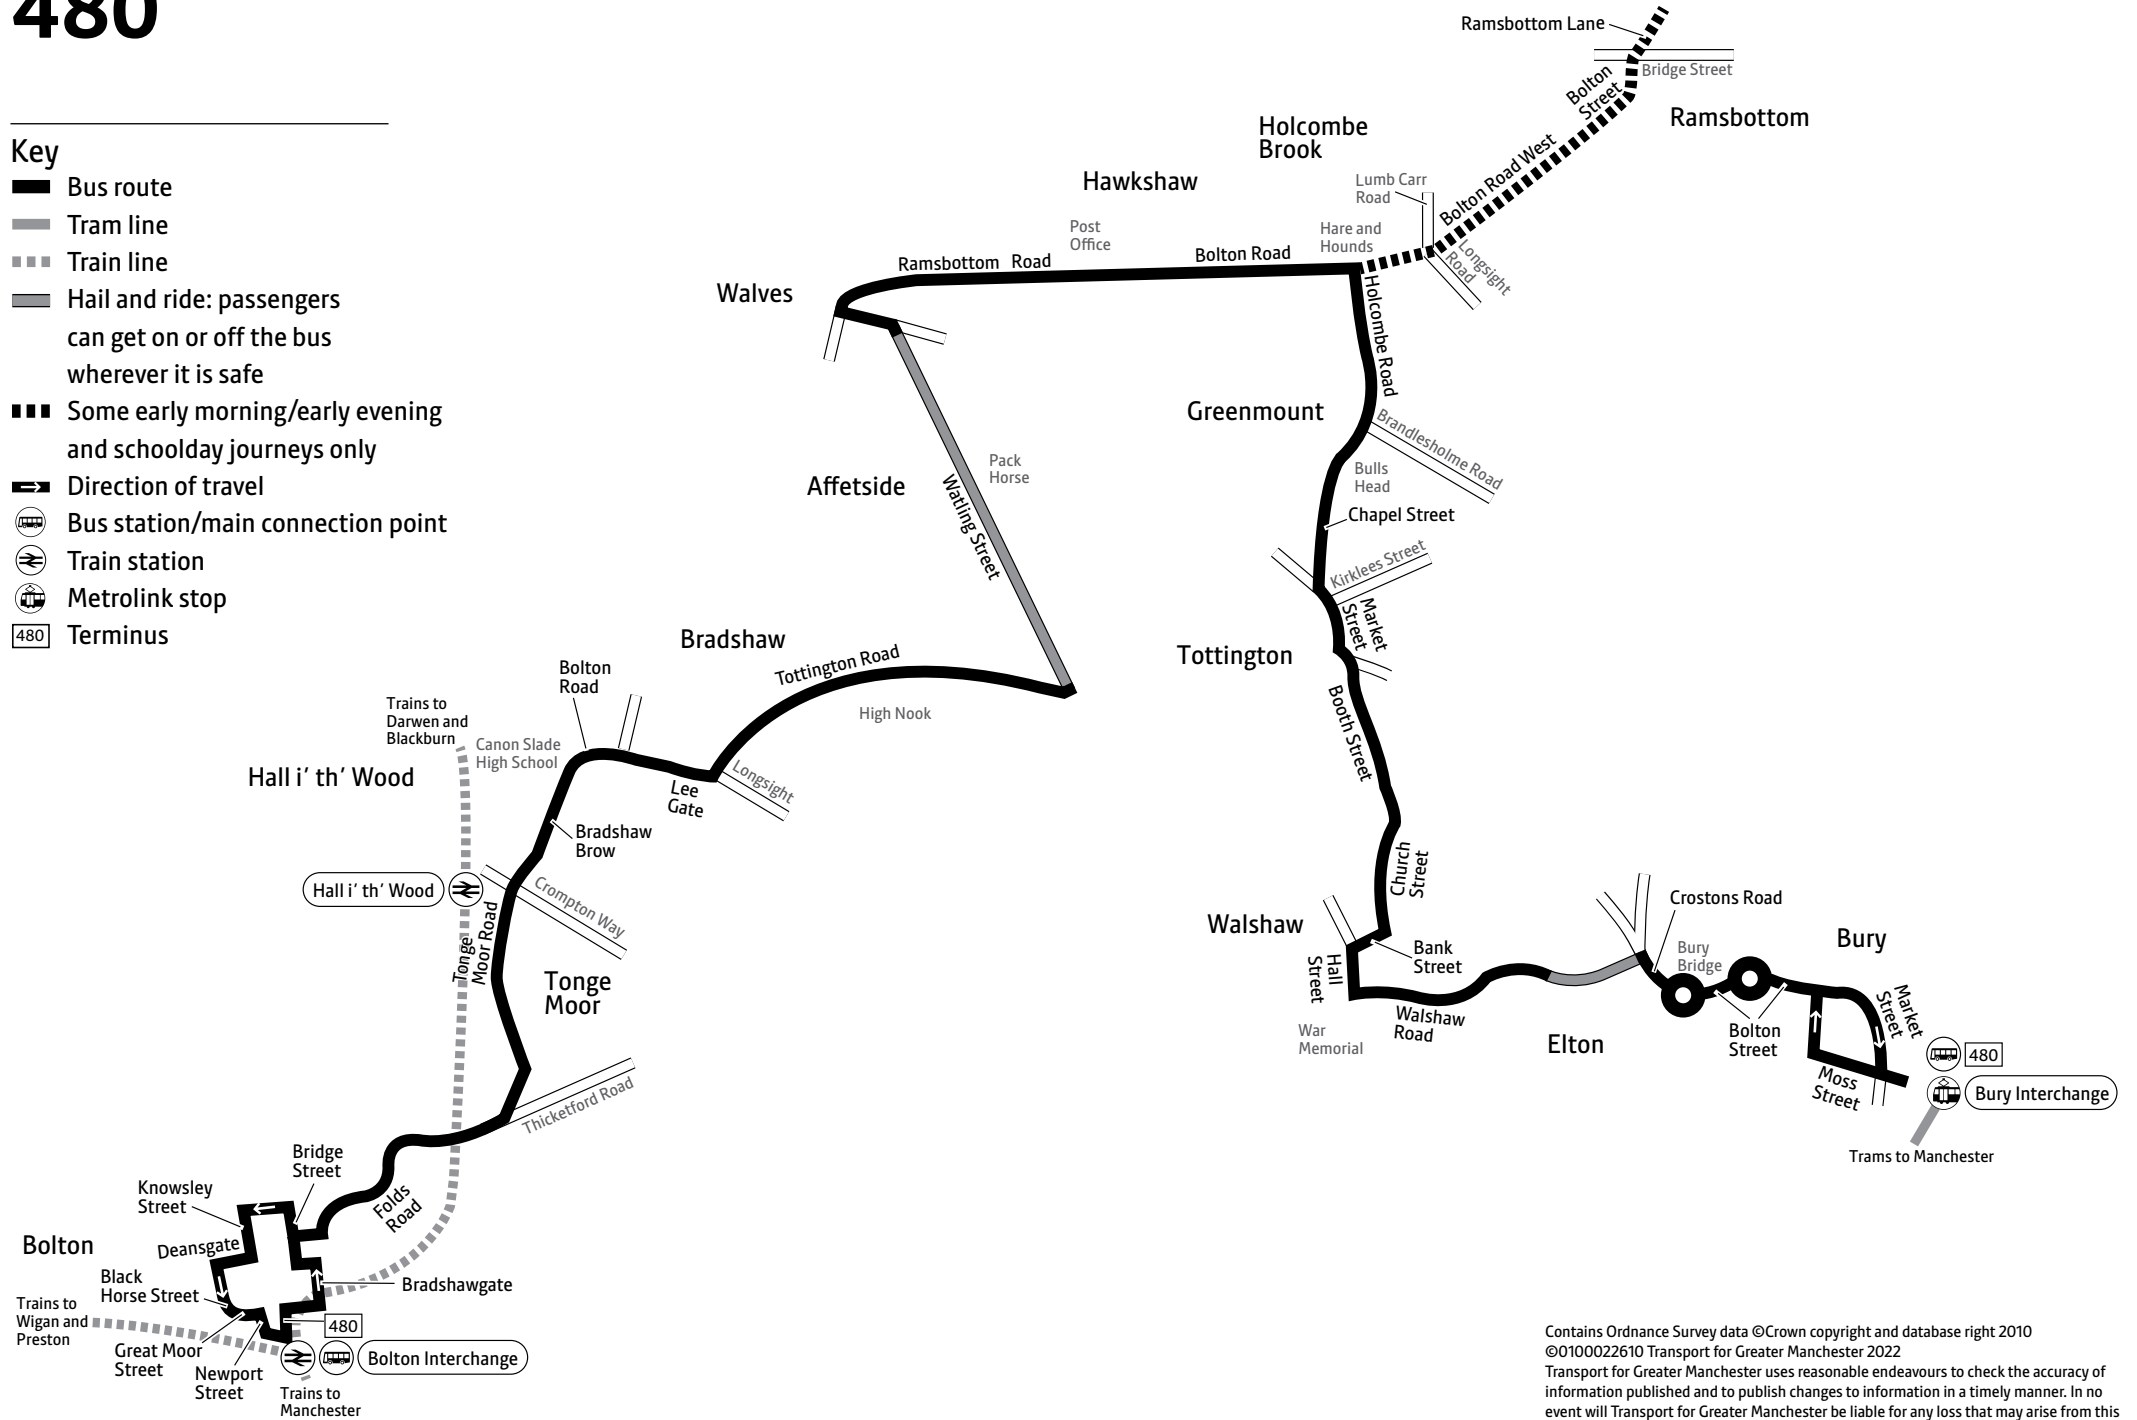 480
Key
Bus route
Tram line
Train line
Hail and ride: passengers
can get on or off the bus
wherever it is safe
Some early morning/early evening
and schoolday journeys only
Direction of travel
Bus station/main connection point
Train station
Metrolink stop
480 Terminus
Ramsbottom Lane
Bridge Street
Bolton
Street
Ramsbottom
Holcombe
Brook
Bolton Road West
Hawkshaw
Lumb Carr
Road
Post
Office
Hare and
Hounds
Longsight
Road
Ramsbottom Road
Bolton Road
Walves
Holcombe Road
Greenmount
Brandlesholme Road
Bulls
Head
Pack
Horse
Affetside
Watling Street
Chapel Street
Kirklees Street
Market
Street
Tottington
Bradshaw
Tottington Road
High Nook
Bolton
Road
Trains to
Darwen and
Blackburn
Canon Slade
High School
Hall i' th' Wood
Longsight
Lee
Gate
Booth Street
Bradshaw
Brow
Church
Street
Hall i' th' Wood
Crompton Way
Tonge
Moor Road
Tonge
Moor
Walshaw
Bank
Street
Hall
Street
Walshaw
Road
War
Memorial
Crostons Road
Bury
Bury
Bridge
Market
Street
Elton
Bolton
Street
Moss
Street
480
Bury Interchange
Trams to Manchester
Thicketford Road
Bridge
Street
Knowsley
Street
Folds
Road
Bolton
Deansgate
Black
Horse Street
Bradshawgate
Trains to
Wigan and
Preston
480
Great Moor
Street
Newport
Street
Bolton Interchange
Trains to
Manchester
Contains Ordnance Survey data ©Crown copyright and database right 2010
©0100022610 Transport for Greater Manchester 2022
Transport for Greater Manchester uses reasonable endeavours to check the accuracy of
information published and to publish changes to information in a timely manner. In no
event will Transport for Greater Manchester be liable for any loss that may arise from this